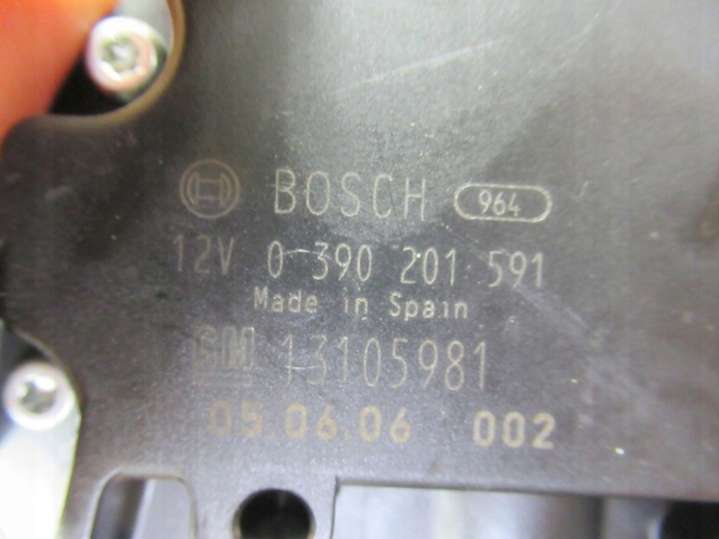 BOSCH 964
12V 0 390 201 591
Made in Spain
GM 13105981
05.06.06 002